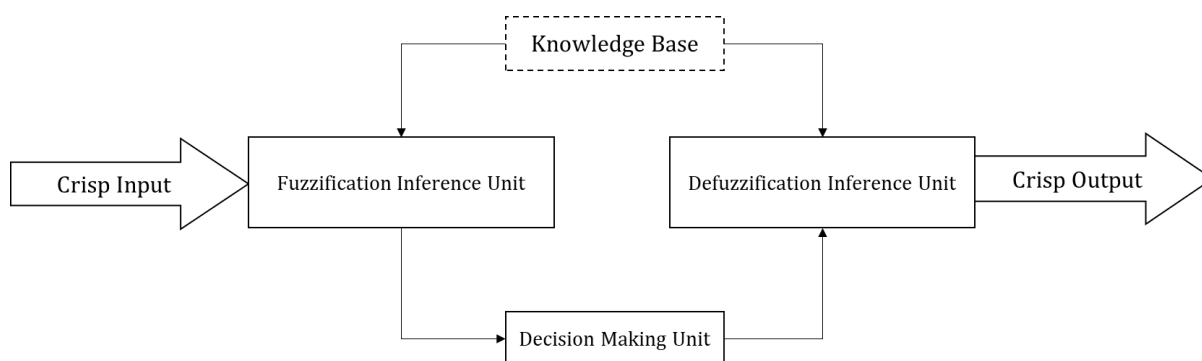 Knowledge Base
Crisp Input
Fuzzification Inference Unit
Defuzzification Inference Unit
Crisp Output
Decision Making Unit